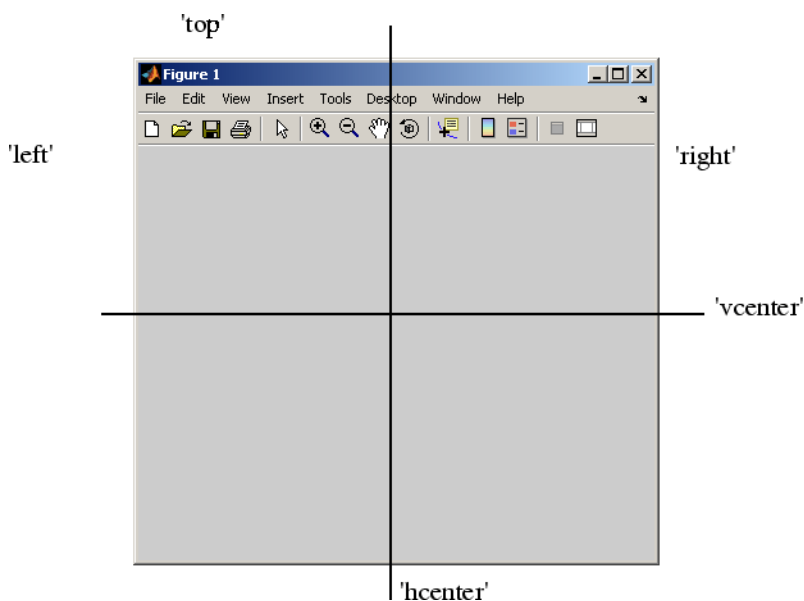 'top'
Figure 1
File Edit View Insert Tools Desktop Window Help
'left'
'right'
'vcenter'
'hcenter'